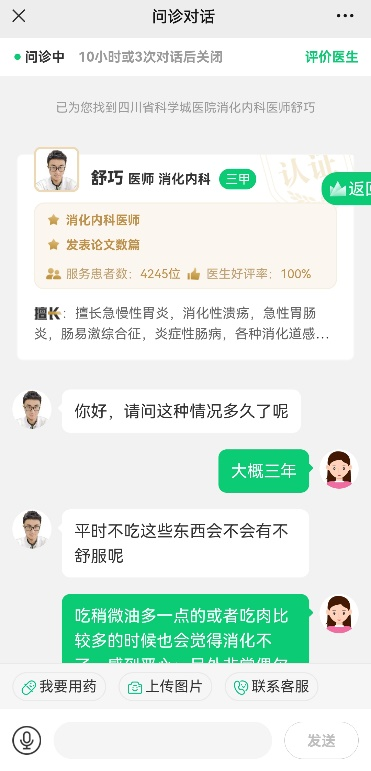 问诊对话
问诊中 10小时或3次对话后关闭 评价医生
已为您找到四川省科学城医院消化内科医师舒巧
认证
舒巧 医师 消化内科 三甲
返回
消化内科医师
发表论文数篇
服务患者数：4245位 医生好评率：100%
擅长：擅长急慢性胃炎，消化性溃疡，急性胃肠
炎，肠易激综合征，炎症性肠病，各种消化道感...
你好，请问这种情况多久了呢
大概三年
平时不吃这些东西会不会有不
舒服呢
吃稍微油多一点的或者吃肉比
较多的时候也会觉得消化不
了，感到恶心，另外非常偶尔
我要用药 上传图片 联系客服
发送